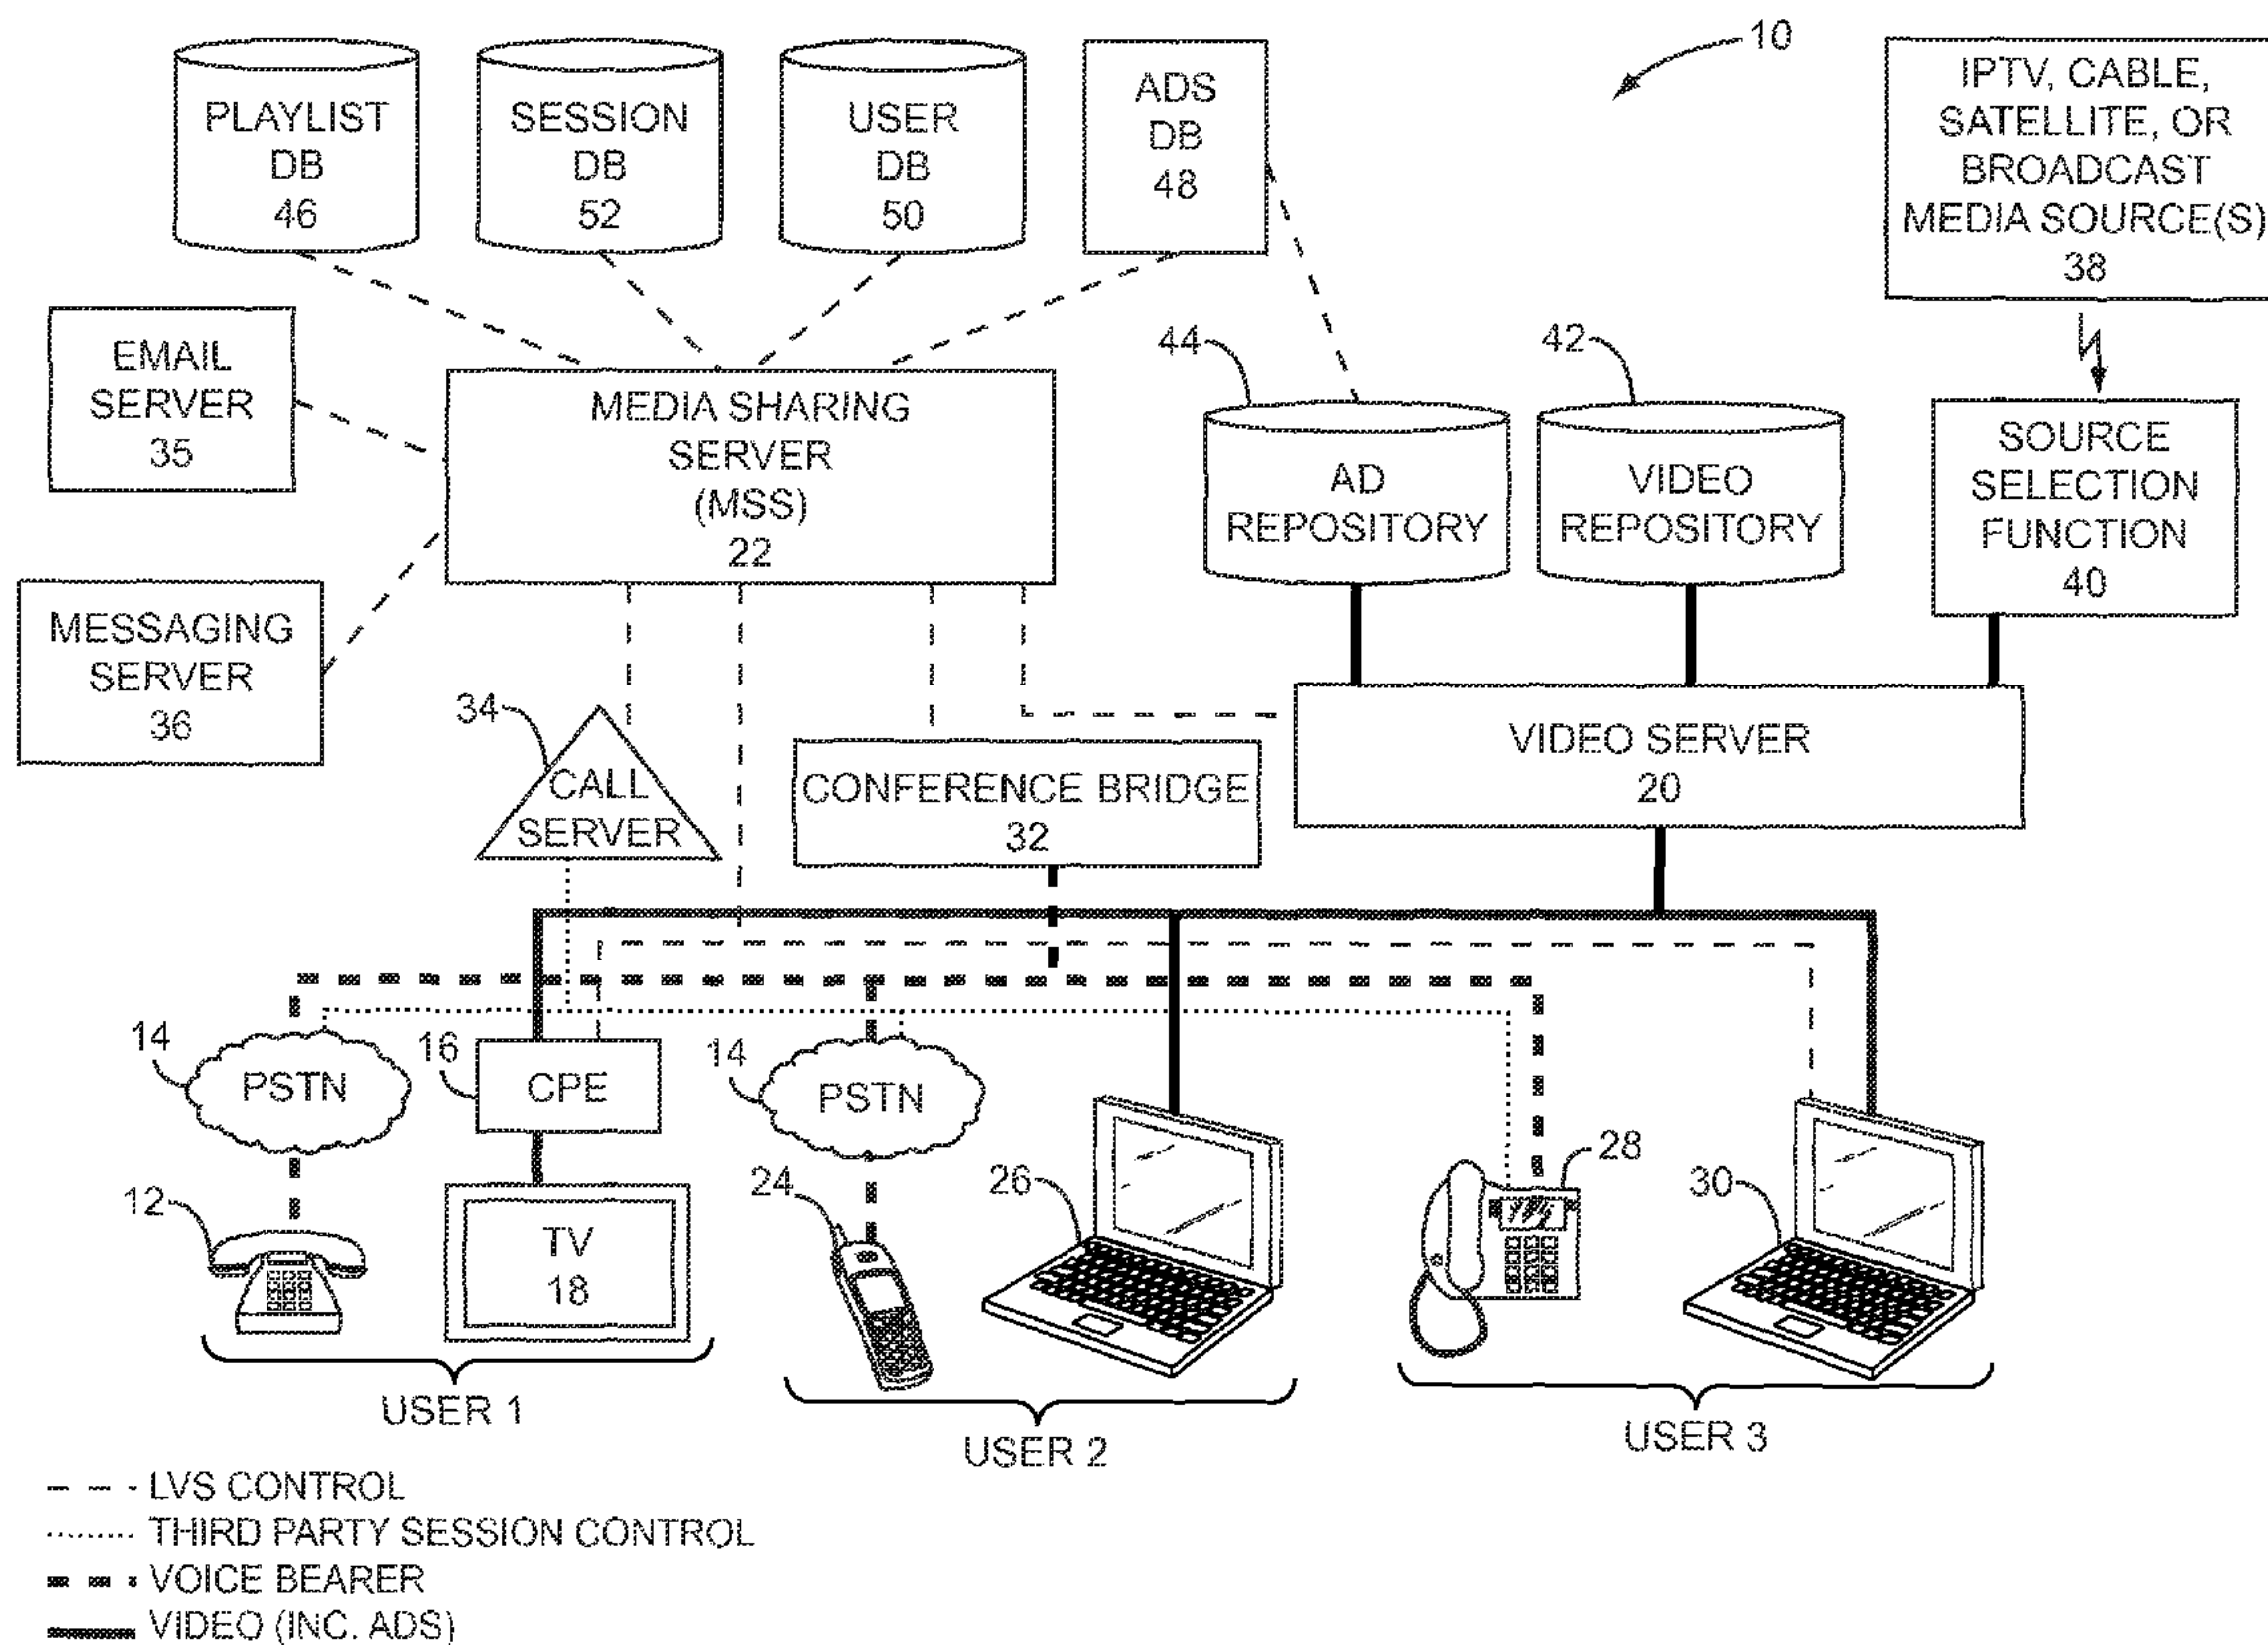 10
PLAYLIST
DB
46
SESSION
DB
52
USER
DB
50
ADS
DB
48
IPTV, CABLE,
SATELLITE, OR
BROADCAST
MEDIA SOURCE(S)
38
EMAIL
SERVER
35
MEDIA SHARING
SERVER
(MSS)
22
44
AD
REPOSITORY
42
VIDEO
REPOSITORY
SOURCE
SELECTION
FUNCTION
40
MESSAGING
SERVER
36
34
CALL
SERVER
CONFERENCE BRIDGE
32
VIDEO SERVER
20
14
PSTN
16
CPE
14
PSTN
12
TV
18
24
26
28
30
USER 1
USER 2
USER 3
LVS CONTROL
THIRD PARTY SESSION CONTROL
VOICE BEARER
VIDEO (INC. ADS)